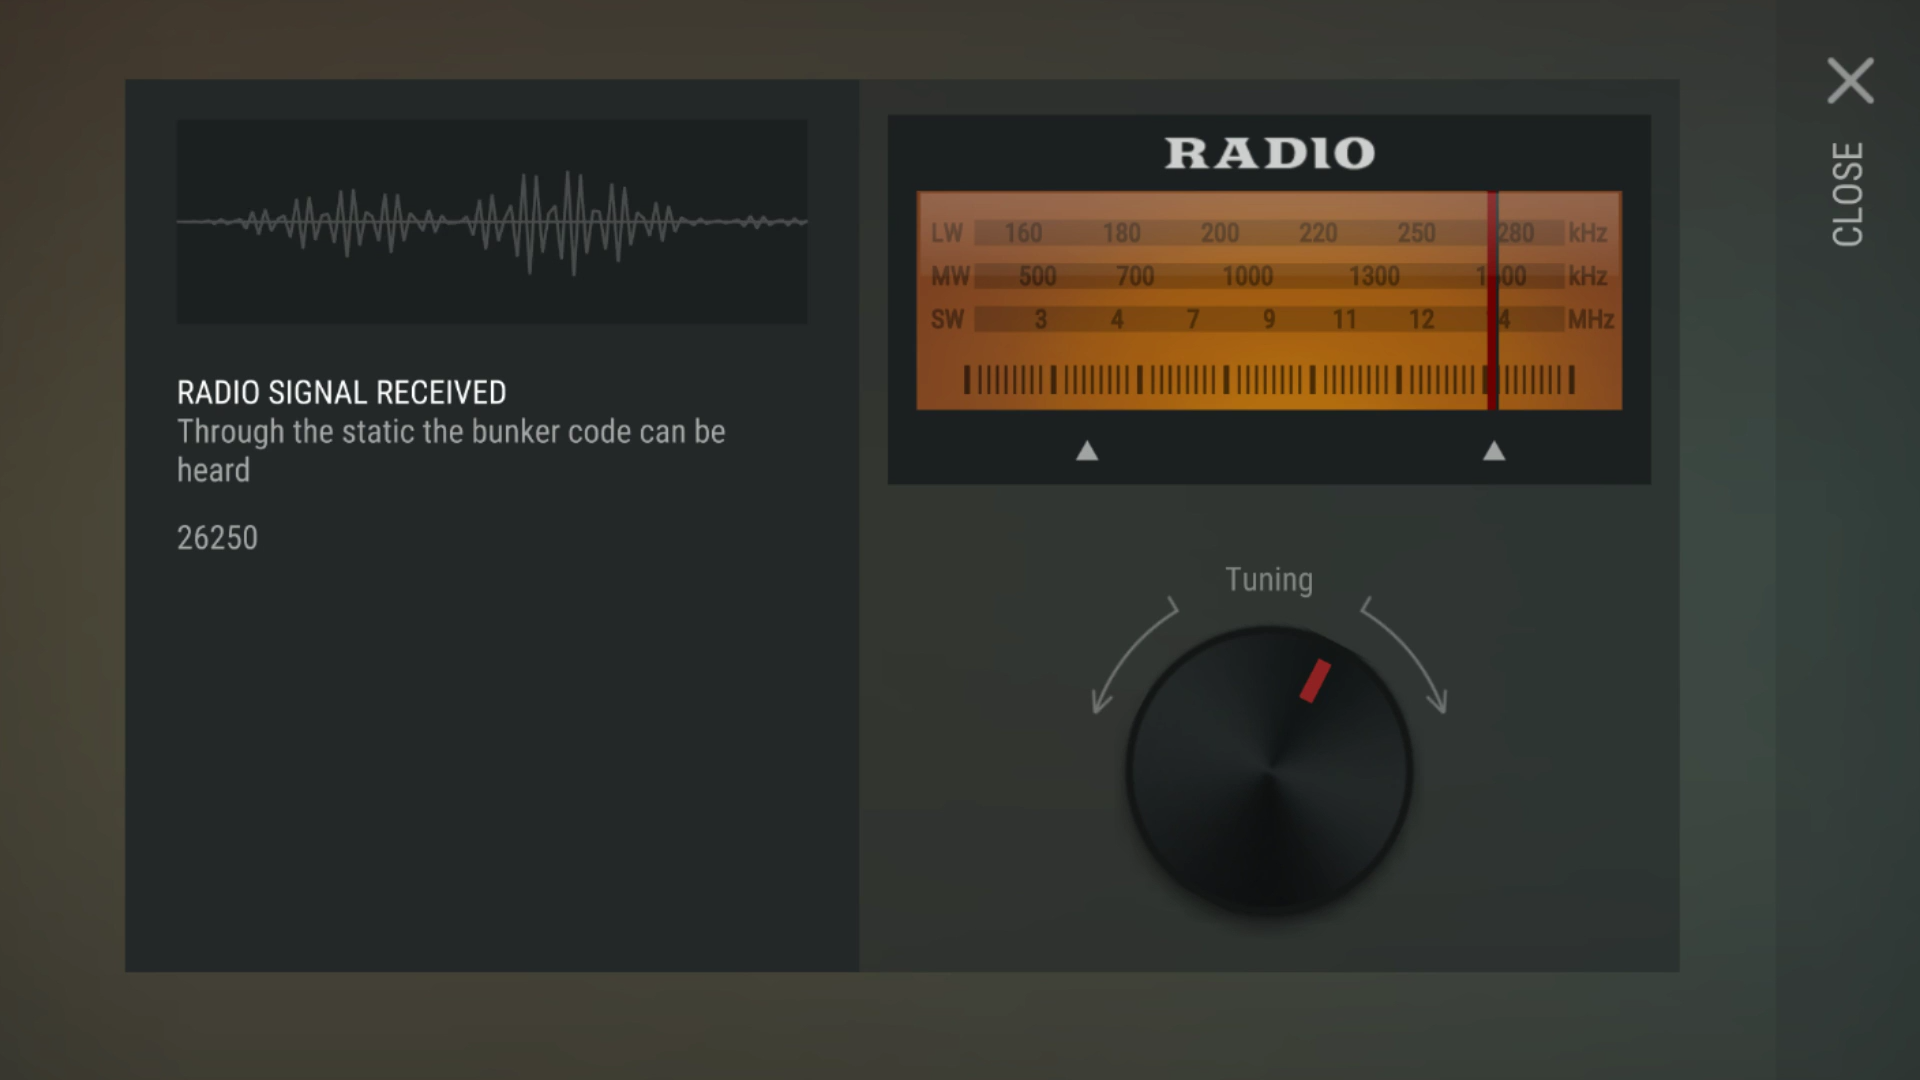 RADIO SIGNAL RECEIVED
Through the static the bunker code can be
heard
26250
RADIO
LW 160 180 200 220 250 280 kHz
MW 500 700 1000 1300 kHz
SW 3 4 7 9 11 12 MHz
Tuning
CLOSE